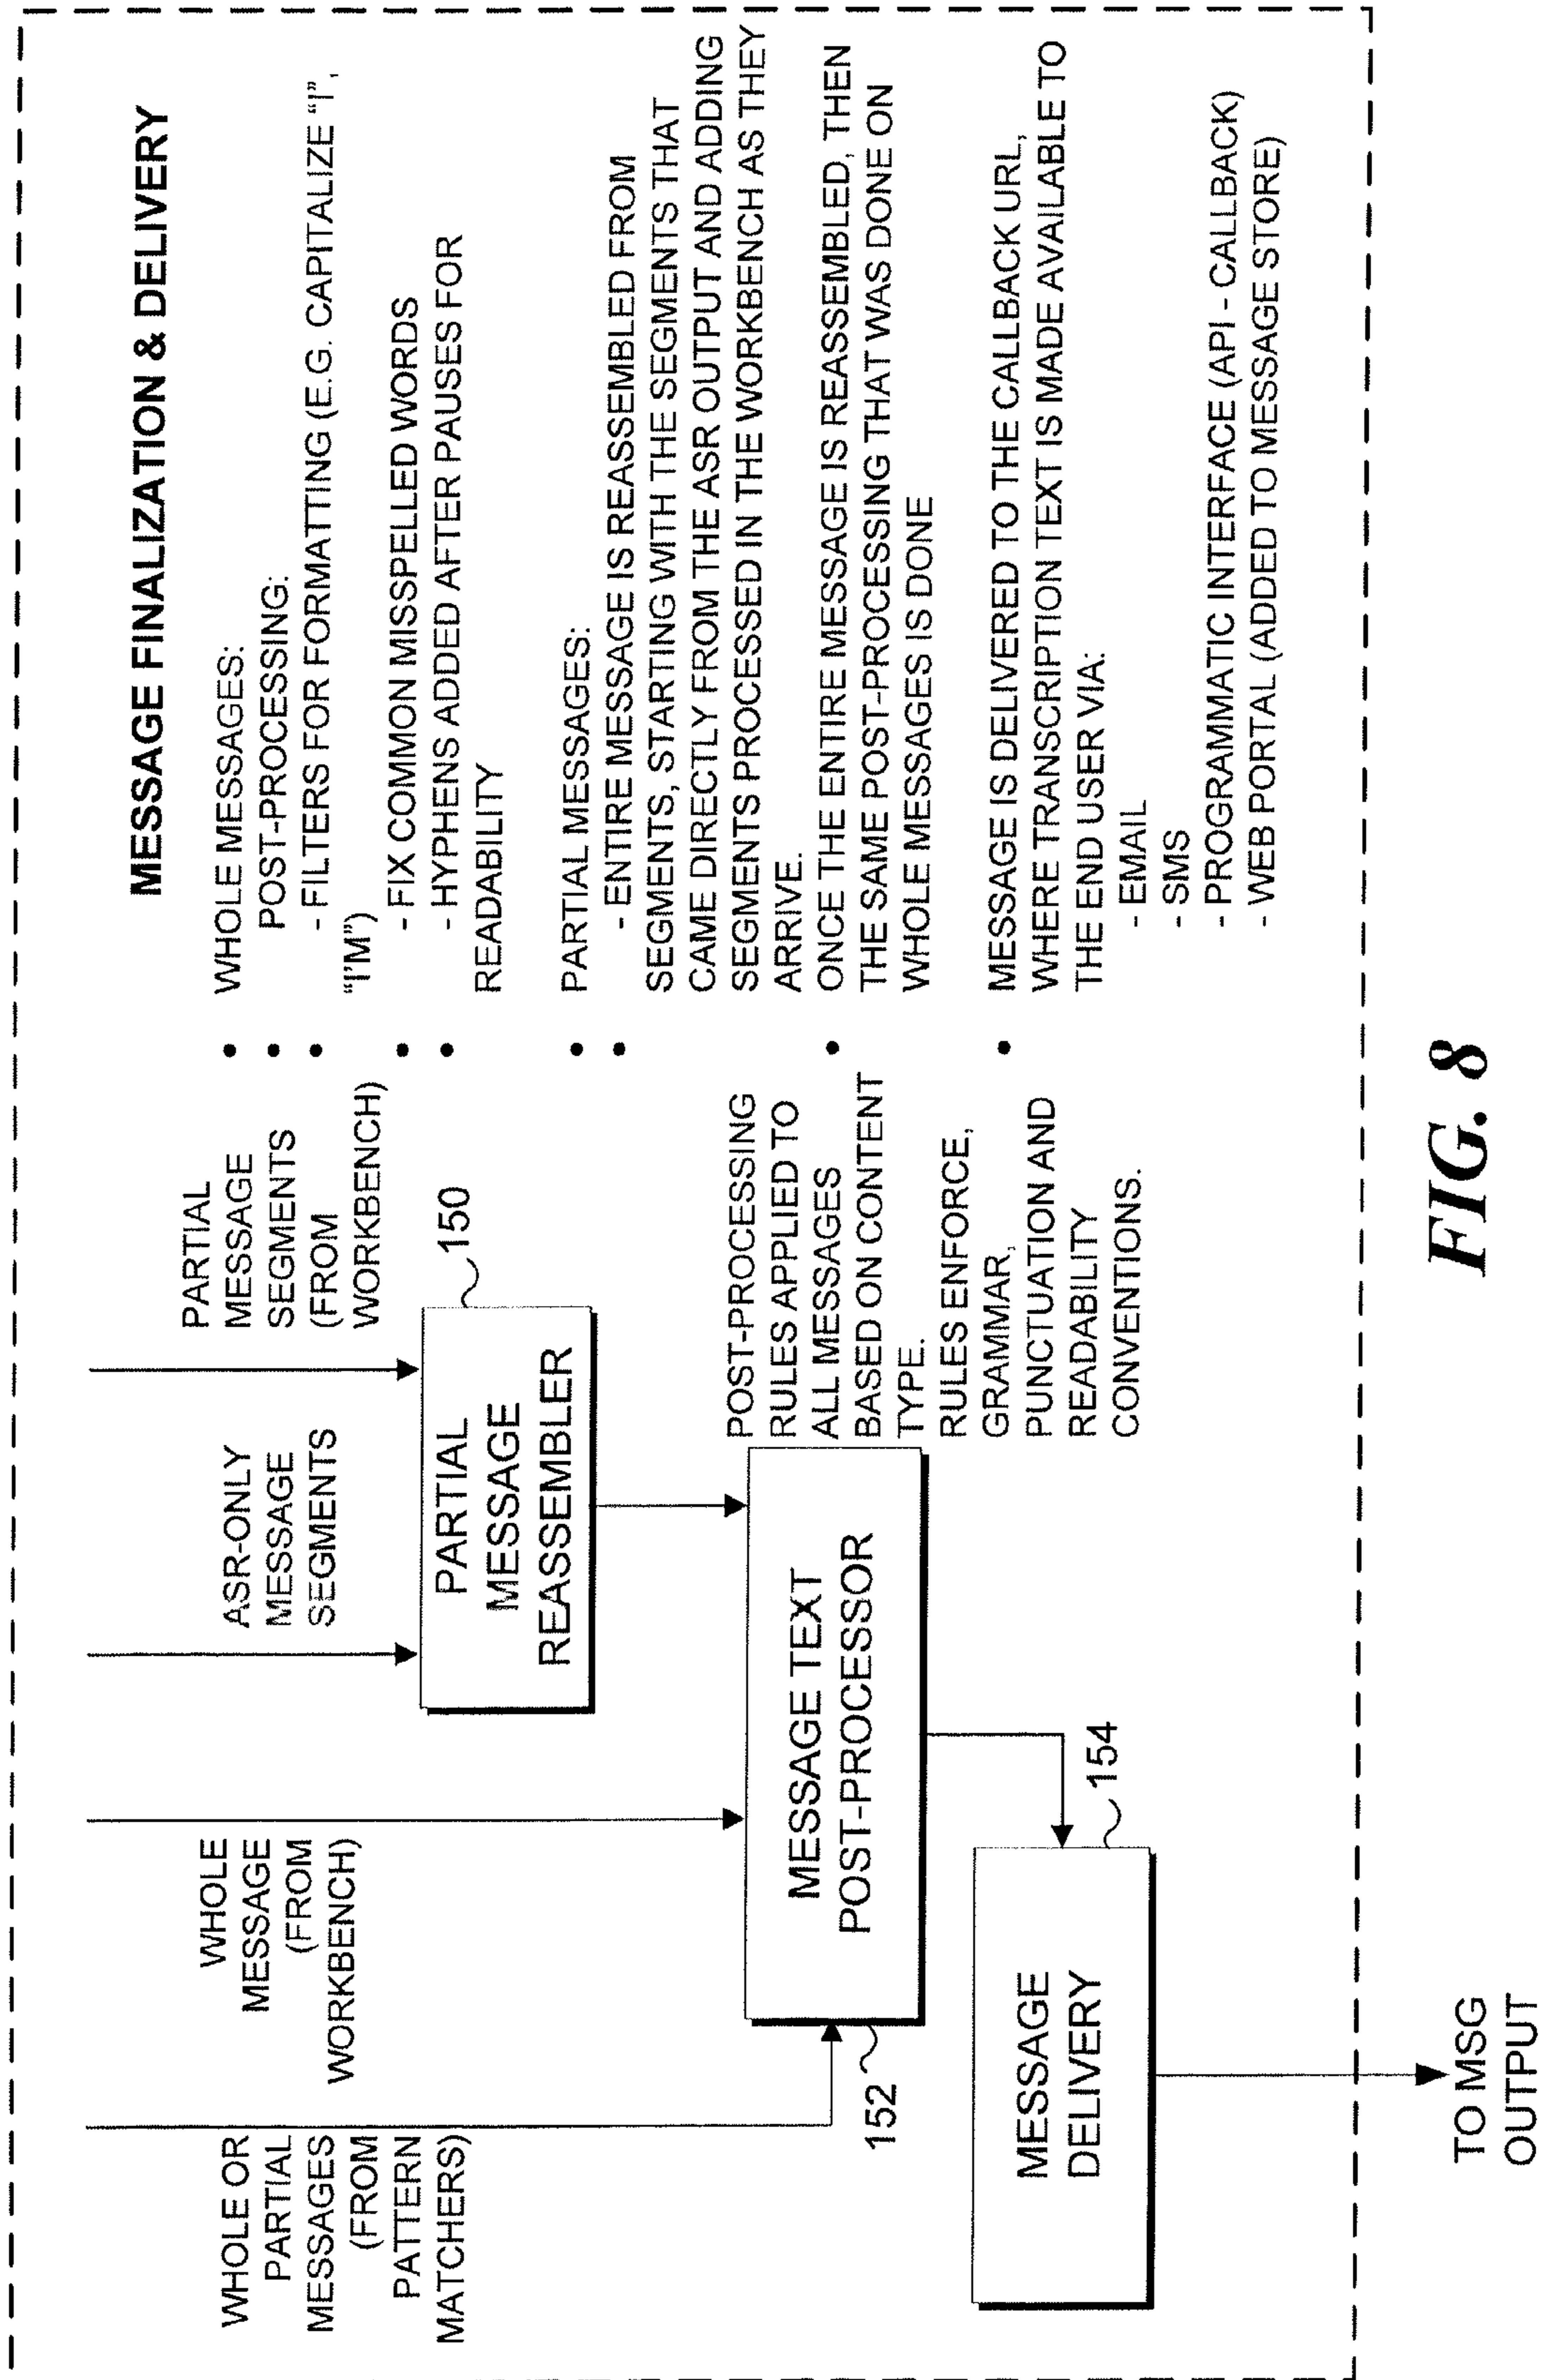 MESSAGE FINALIZATION & DELIVERY
WHOLE OR
PARTIAL
MESSAGES
(FROM
PATTERN
MATCHERS)
WHOLE
MESSAGE
(FROM
WORKBENCH)
ASR-ONLY
MESSAGE
SEGMENTS
PARTIAL
MESSAGE
SEGMENTS
(FROM
WORKBENCH)
PARTIAL
MESSAGE
REASSEMBLER
150
MESSAGE TEXT
POST-PROCESSOR
152
POST-PROCESSING
RULES APPLIED TO
ALL MESSAGES
BASED ON CONTENT
TYPE.
RULES ENFORCE,
GRAMMAR,
PUNCTUATION AND
READABILITY
CONVENTIONS.
MESSAGE
DELIVERY
154
TO MSG
OUTPUT
• WHOLE MESSAGES:
• POST-PROCESSING:
• - FILTERS FOR FORMATTING (E.G. CAPITALIZE "I",
"I'M")
• - FIX COMMON MISSPELLED WORDS
• - HYPHENS ADDED AFTER PAUSES FOR
READABILITY
• PARTIAL MESSAGES:
• - ENTIRE MESSAGE IS REASSEMBLED FROM
SEGMENTS, STARTING WITH THE SEGMENTS THAT
CAME DIRECTLY FROM THE ASR OUTPUT AND ADDING
SEGMENTS PROCESSED IN THE WORKBENCH AS THEY
ARRIVE.
• ONCE THE ENTIRE MESSAGE IS REASSEMBLED, THEN
THE SAME POST-PROCESSING THAT WAS DONE ON
WHOLE MESSAGES IS DONE
• MESSAGE IS DELIVERED TO THE CALLBACK URL,
WHERE TRANSCRIPTION TEXT IS MADE AVAILABLE TO
THE END USER VIA:
- EMAIL
- SMS
- PROGRAMMATIC INTERFACE (API - CALLBACK)
- WEB PORTAL (ADDED TO MESSAGE STORE)
FIG. 8